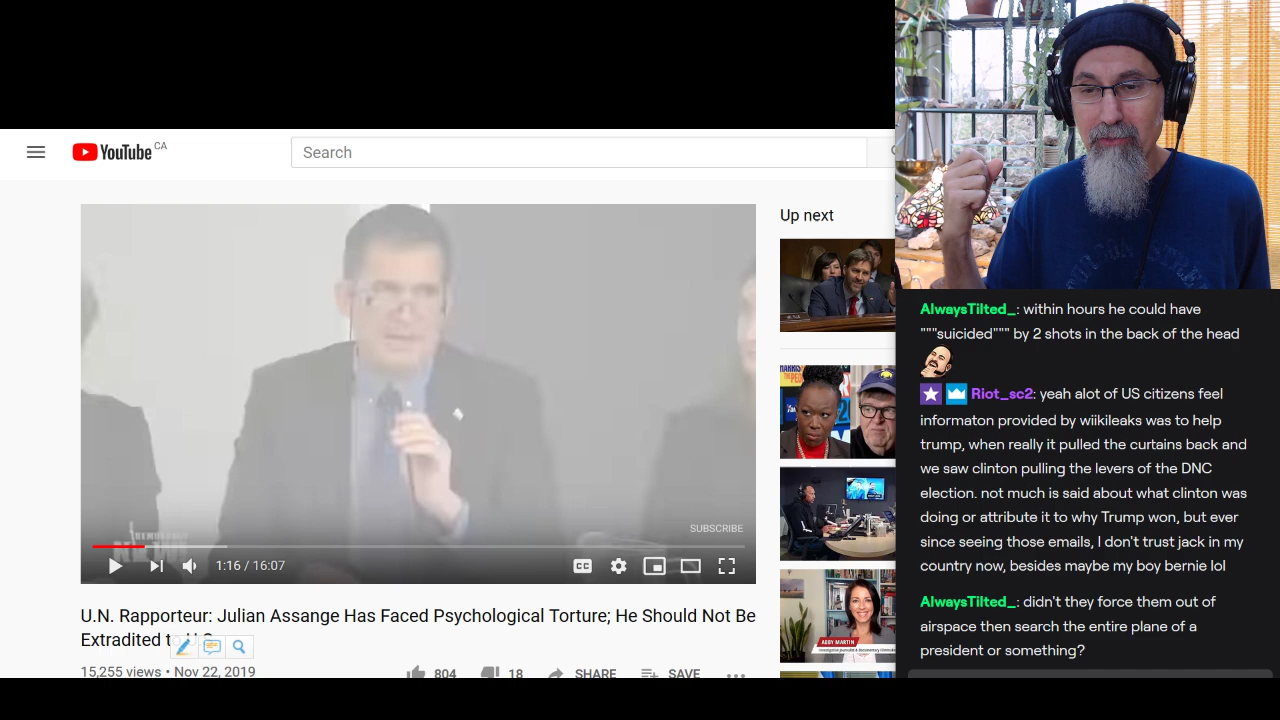 YouTube CA
Search
Up next
SUBSCRIBE
1:16 / 16:07
CC
U.N. Rapporteur: Julian Assange Has Faced Psychological Torture; He Should Not Be
Extradited t
15,255 views • Nov 22, 2019
804
18
SHARE
SAVE
ABBY MARTIN
AlwaysTilted_: within hours he could have
"""suicided""" by 2 shots in the back of the head
Riot_sc2: yeah alot of US citizens feel
informaton provided by wiikileaks was to help
trump, when really it pulled the curtains back and
we saw clinton pulling the levers of the DNC
election. not much is said about what clinton was
doing or attribute it to why Trump won, but ever
since seeing those emails, I don't trust jack in my
country now, besides maybe my boy bernie lol
AlwaysTilted_: didn't they force them out of
airspace then search the entire plane of a
president or something?